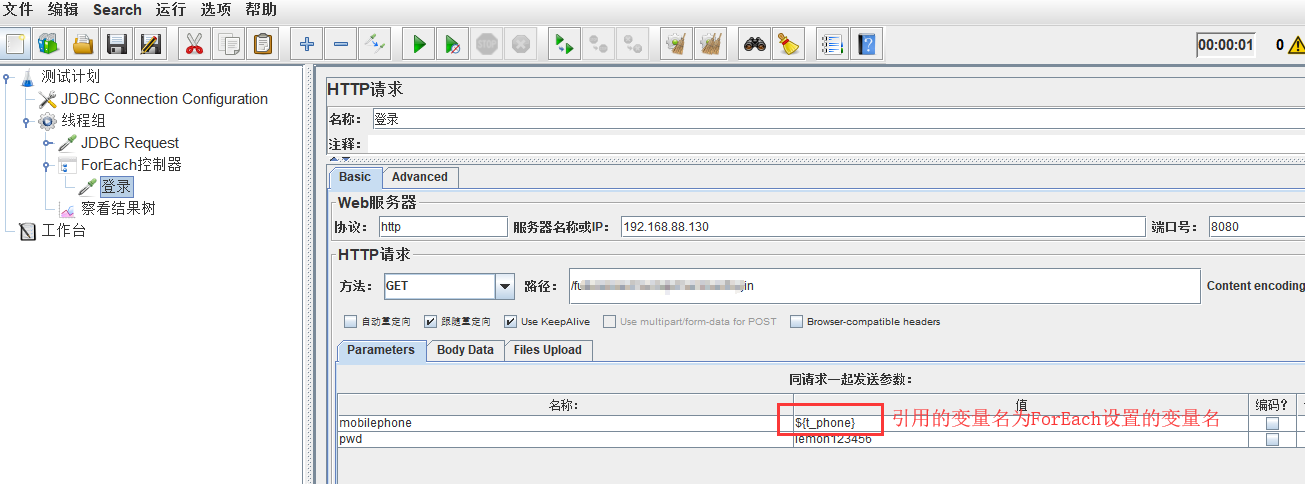 文件 编辑 Search 运行 选项 帮助
00:00:01 0
测试计划
JDBC Connection Configuration
线程组
JDBC Request
ForEach控制器
登录
察看结果树
工作台
HTTP请求
名称: 登录
注释:
Basic Advanced
Web服务器
协议: http 服务器名称或IP: 192.168.88.130 端口号: 8080
HTTP请求
方法: GET 路径: /fu in Content encoding
自动重定向 跟随重定向 Use KeepAlive Use multipart/form-data for POST Browser-compatible headers
Parameters Body Data Files Upload
同请求一起发送参数:
名称: 值 编码?
mobilephone ${t_phone} 引用的变量名为ForEach设置的变量名
pwd lemon123456